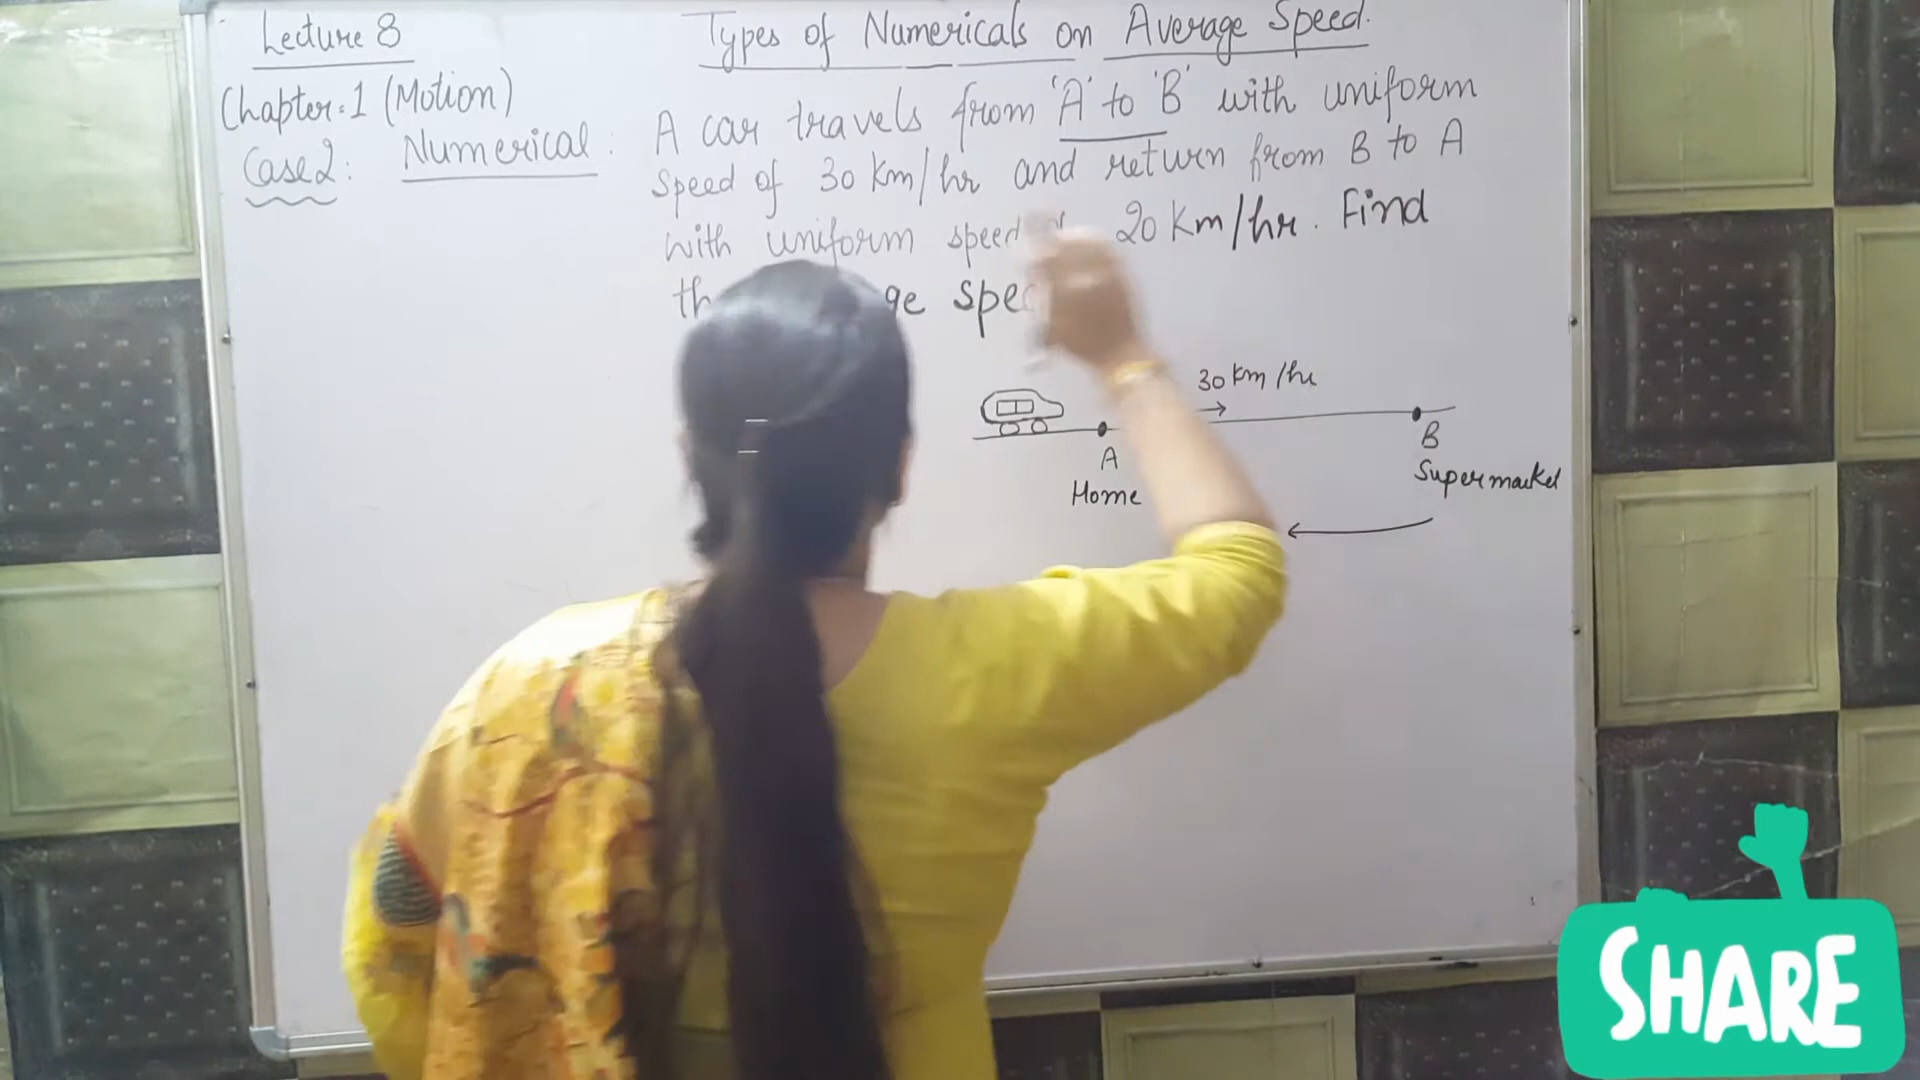 Lecture 8
Types of Numericals on Average Speed.
Chapter.1 (Motion)
Case 2: Numerical:
A car travels from 'A' to 'B' with uniform
speed of 30 km/hr and return from B to A
with uniform speed 20 km/hr. Find
30 km/hr
A
B
Home
Supermarket
SHARE